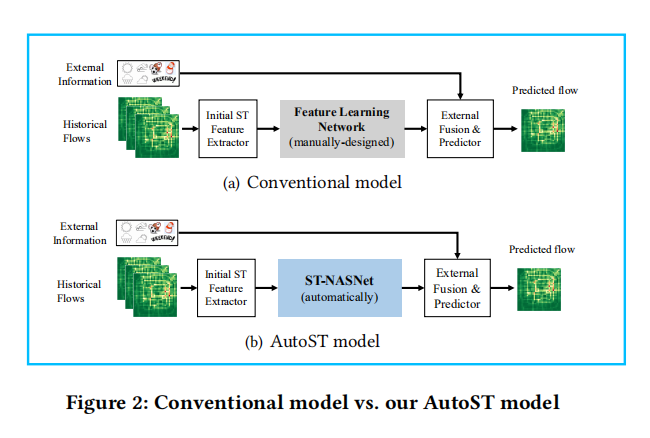 External
Information
WEEKEND!
Historical
Flows
Initial ST
Feature
Extractor
Feature Learning
Network
(manually-designed)
External
Fusion &
Predictor
Predicted flow
(a) Conventional model
External
Information
WEEKEND!
Historical
Flows
Initial ST
Feature
Extractor
ST-NASNet
(automatically)
External
Fusion &
Predictor
Predicted flow
(b) AutoST model
Figure 2: Conventional model vs. our AutoST model